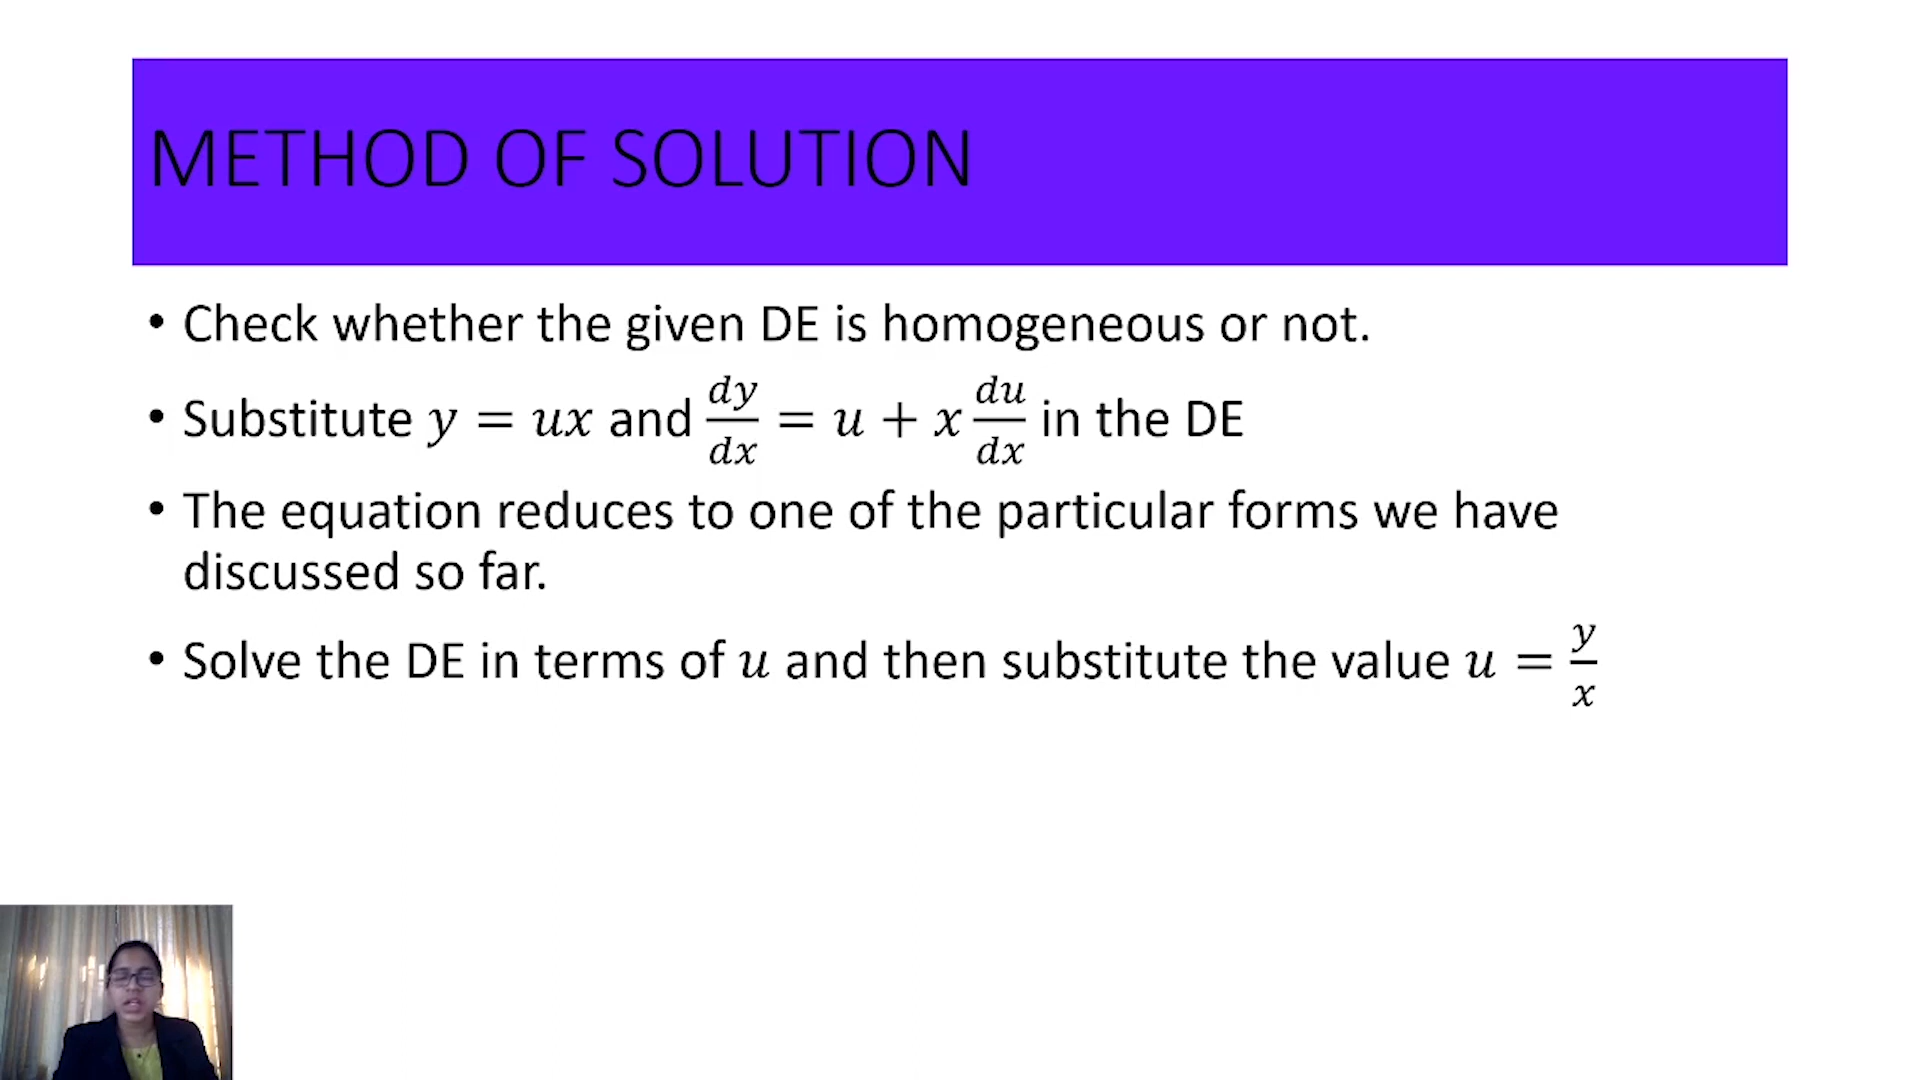 METHOD OF SOLUTION
• Check whether the given DE is homogeneous or not.
• Substitute y = ux and dy/dx = u + x du/dx in the DE
• The equation reduces to one of the particular forms we have
discussed so far.
• Solve the DE in terms of u and then substitute the value u = y/x